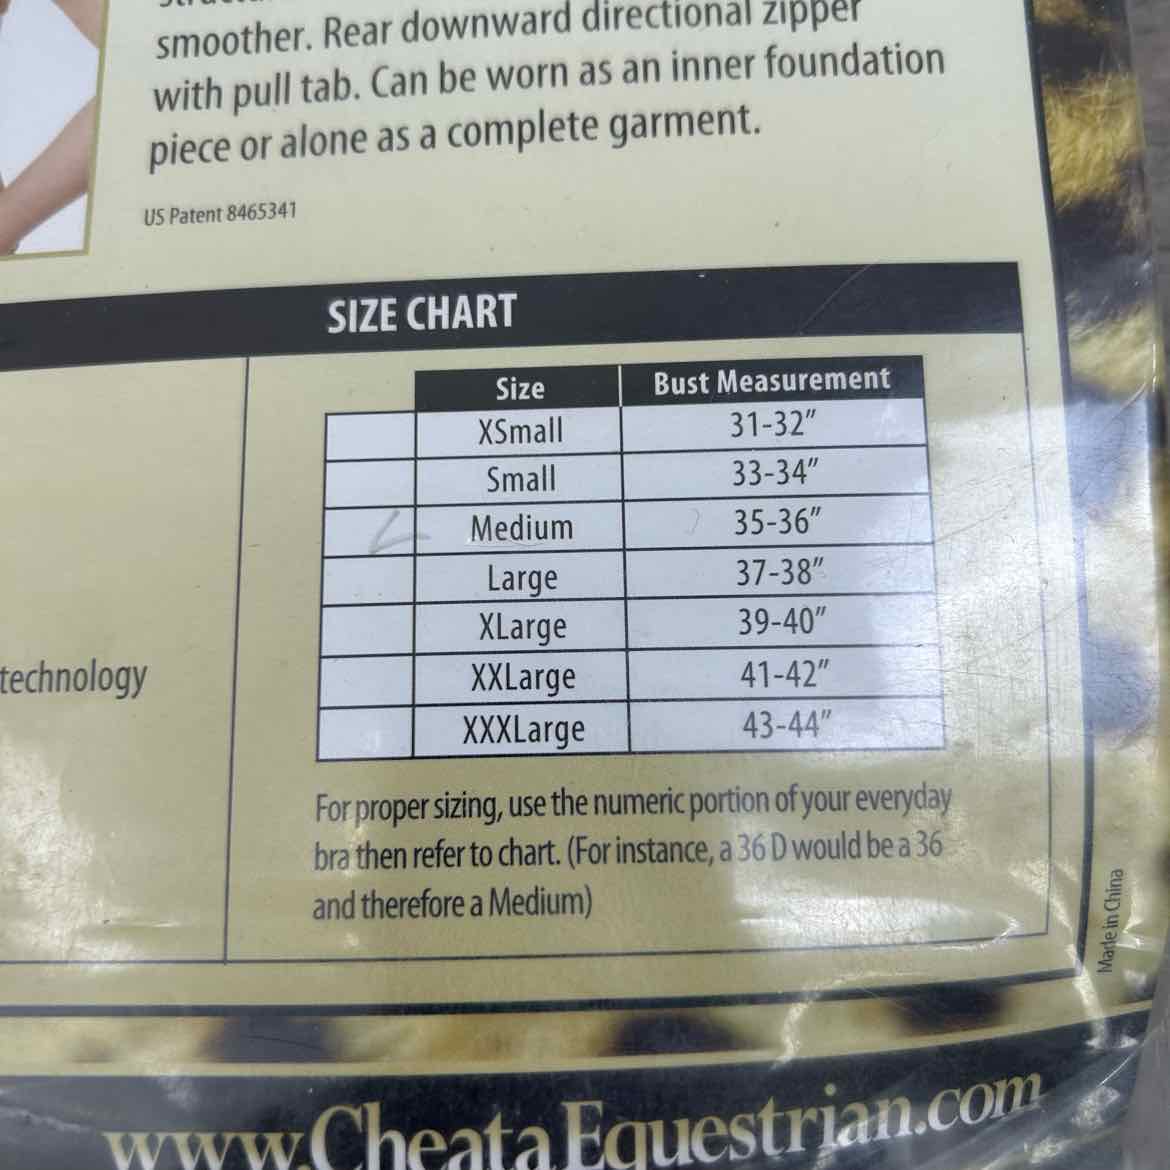 smoother. Rear downward directional zipper
with pull tab. Can be worn as an inner foundation
piece or alone as a complete garment.
US Patent 8465341
SIZE CHART
Size Bust Measurement
XSmall 31-32”
Small 33-34”
Medium 35-36”
Large 37-38”
XLarge 39-40”
XXLarge 41-42”
XXXLarge 43-44”
technology
For proper sizing, use the numeric portion of your everyday
bra then refer to chart. (For instance, a 36 D would be a 36
and therefore a Medium)
Made in China
www.CheataEquestrian.com